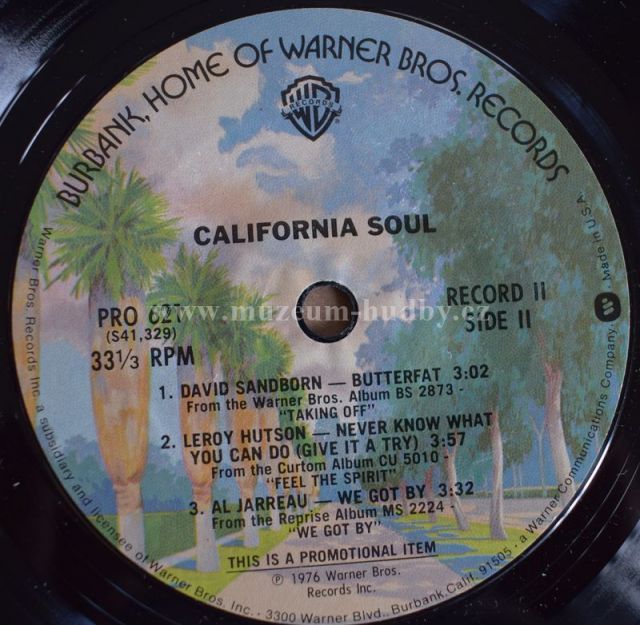 BURBANK, HOME OF WARNER BROS. RECORDS
W B
RECORDS
®
CALIFORNIA SOUL
PRO 621
(S41,329)
33⅓ RPM
RECORD II
SIDE II
www.muzeum-hudby.cz
1. DAVID SANDBORN — BUTTERFAT 3:02
From the Warner Bros. Album BS 2873 -
"TAKING OFF"
2. LEROY HUTSON — NEVER KNOW WHAT
YOU CAN DO (GIVE IT A TRY) 3:57
From the Curtom Album CU 5010 -
"FEEL THE SPIRIT"
3. AL JARREAU — WE GOT BY 3:32
From the Reprise Album MS 2224 -
"WE GOT BY"
THIS IS A PROMOTIONAL ITEM
℗ 1976 Warner Bros.
Records Inc.
Warner Bros. Records Inc. a subsidiary and licensee of Warner Bros. Inc. · 3300 Warner Blvd., Burbank, Calif. 91505 · a Warner Communications Company. · Made in U.S.A.